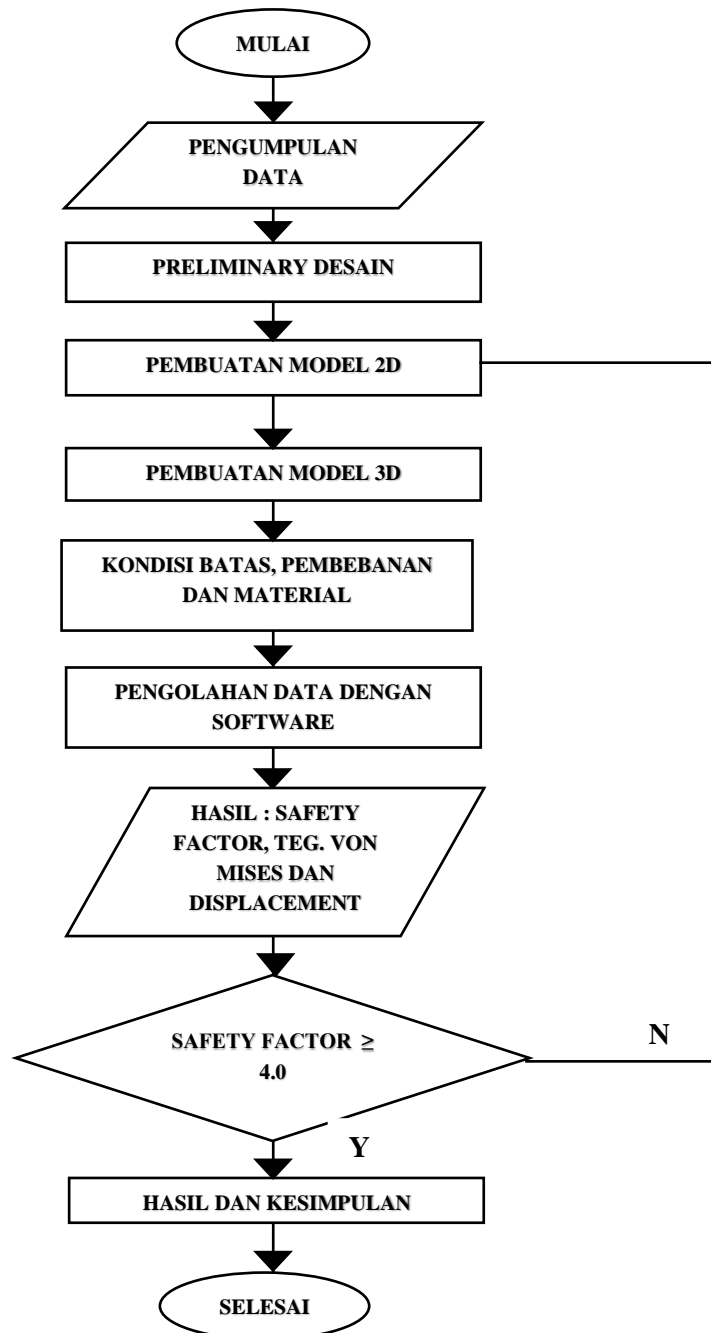 MULAI
PENGUMPULAN
DATA
PRELIMINARY DESAIN
PEMBUATAN MODEL 2D
PEMBUATAN MODEL 3D
KONDISI BATAS, PEMBEBANAN
DAN MATERIAL
PENGOLAHAN DATA DENGAN
SOFTWARE
HASIL : SAFETY
FACTOR, TEG. VON
MISES DAN
DISPLACEMENT
SAFETY FACTOR ≥
4.0
N
Y
HASIL DAN KESIMPULAN
SELESAI